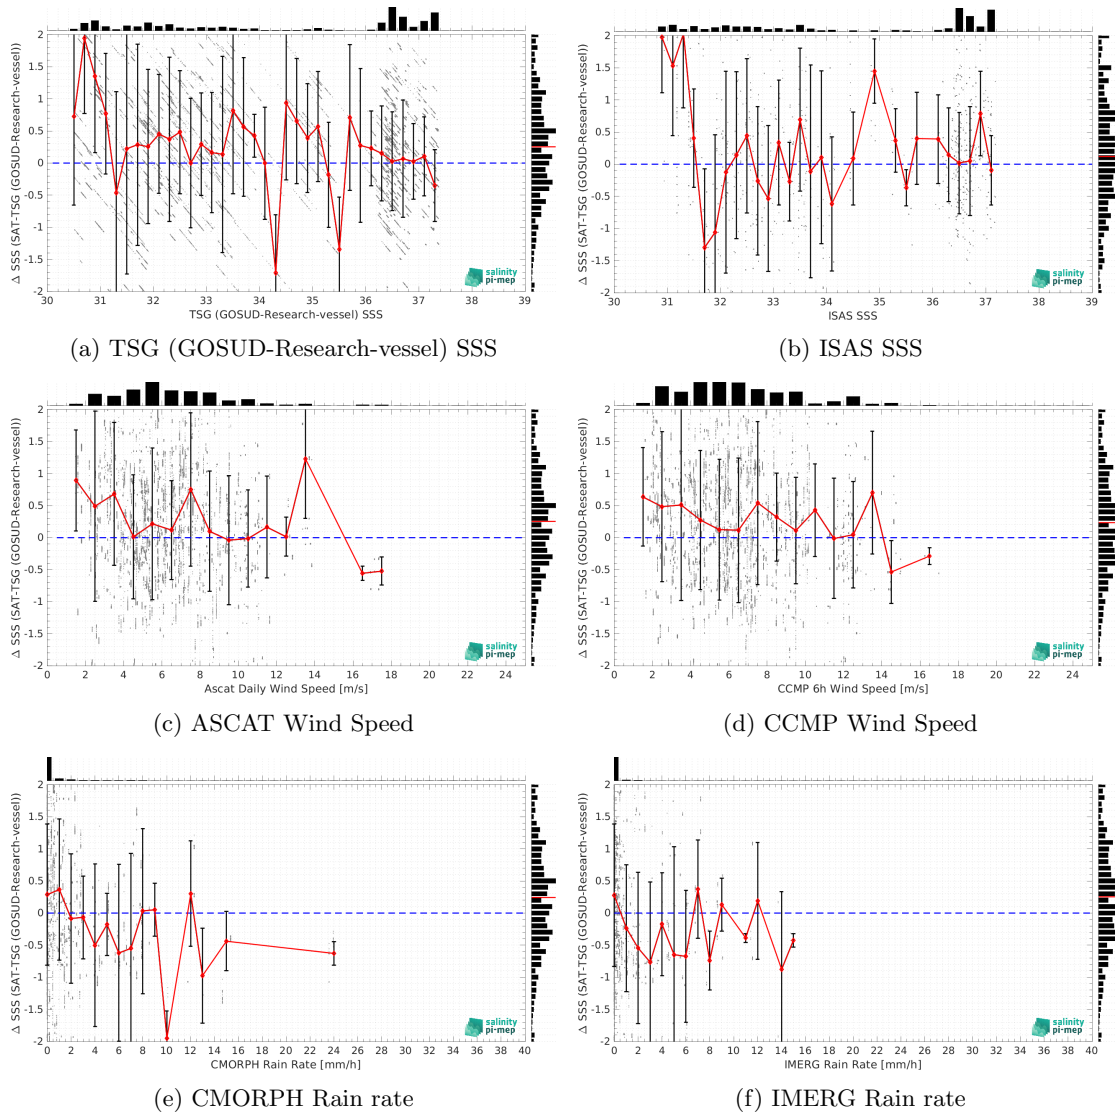 Δ SSS (SAT-TSG (GOSUD-Research-vessel))
2
1.5
1
0.5
0
-0.5
-1
-1.5
-2
30 31 32 33 34 35 36 37 38 39
TSG (GOSUD-Research-vessel) SSS
salinity
pi-mep
(a) TSG (GOSUD-Research-vessel) SSS
Δ SSS (SAT-TSG (GOSUD-Research-vessel))
2
1.5
1
0.5
0
-0.5
-1
-1.5
-2
30 31 32 33 34 35 36 37 38 39
ISAS SSS
salinity
pi-mep
(b) ISAS SSS
Δ SSS (SAT-TSG (GOSUD-Research-vessel))
2
1.5
1
0.5
0
-0.5
-1
-1.5
-2
0 2 4 6 8 10 12 14 16 18 20 22 24
Ascat Daily Wind Speed [m/s]
salinity
pi-mep
(c) ASCAT Wind Speed
Δ SSS (SAT-TSG (GOSUD-Research-vessel))
2
1.5
1
0.5
0
-0.5
-1
-1.5
-2
0 2 4 6 8 10 12 14 16 18 20 22 24
CCMP 6h Wind Speed [m/s]
salinity
pi-mep
(d) CCMP Wind Speed
Δ SSS (SAT-TSG (GOSUD-Research-vessel))
2
1.5
1
0.5
0
-0.5
-1
-1.5
-2
0 2 4 6 8 10 12 14 16 18 20 22 24 26 28 30 32 34 36 38 40
CMORPH Rain Rate [mm/h]
salinity
pi-mep
(e) CMORPH Rain rate
Δ SSS (SAT-TSG (GOSUD-Research-vessel))
2
1.5
1
0.5
0
-0.5
-1
-1.5
-2
0 2 4 6 8 10 12 14 16 18 20 22 24 26 28 30 32 34 36 38 40
IMERG Rain Rate [mm/h]
salinity
pi-mep
(f) IMERG Rain rate